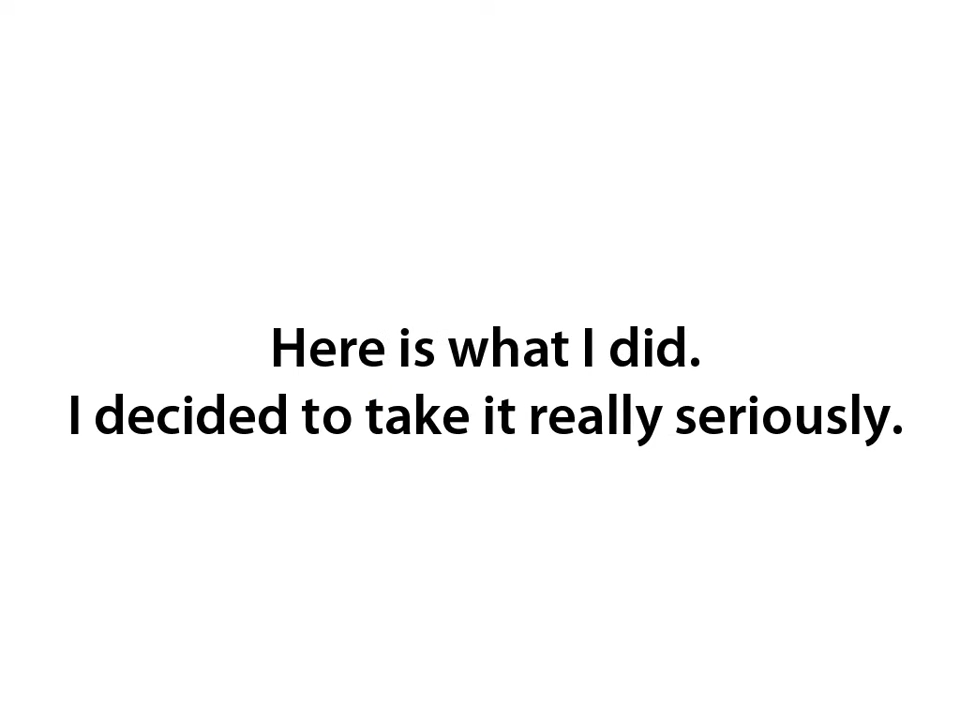 Here is what I did.
I decided to take it really seriously.